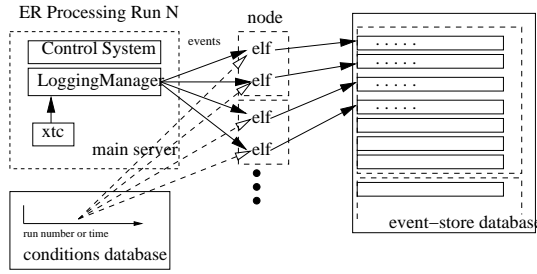 ER Processing Run N
node
Control System
events
elf
. . . . .
LoggingManager
elf
. . . . .
. . . . .
xtc
elf
. . . . .
main server
elf
run number or time
conditions database
event-store database